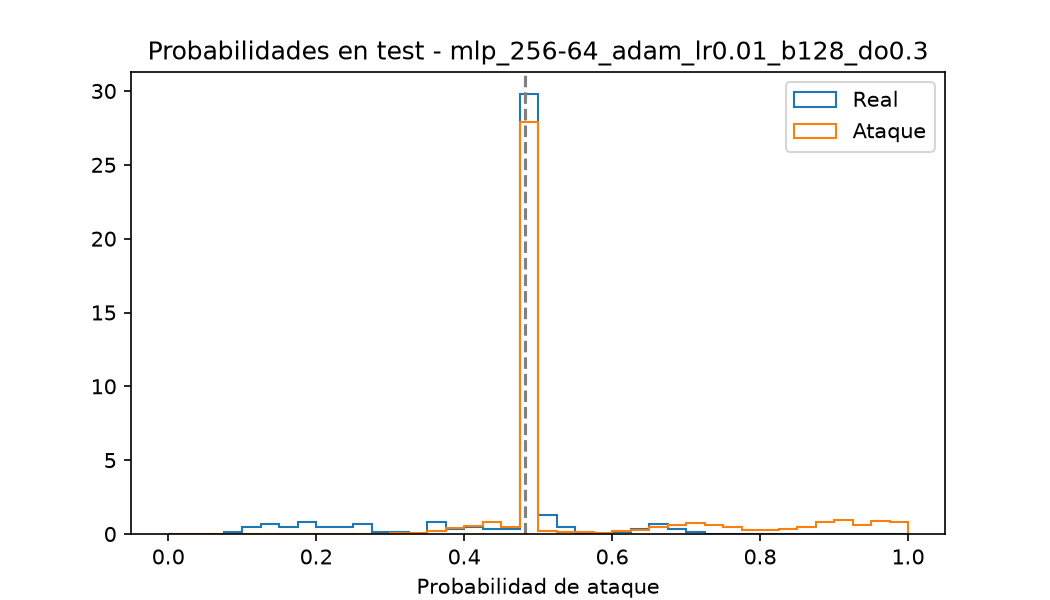 Probabilidades en test - mlp_256-64_adam_lr0.01_b128_do0.3
Real
Ataque
30
25
20
15
10
5
0
0.0 0.2 0.4 0.6 0.8 1.0
Probabilidad de ataque